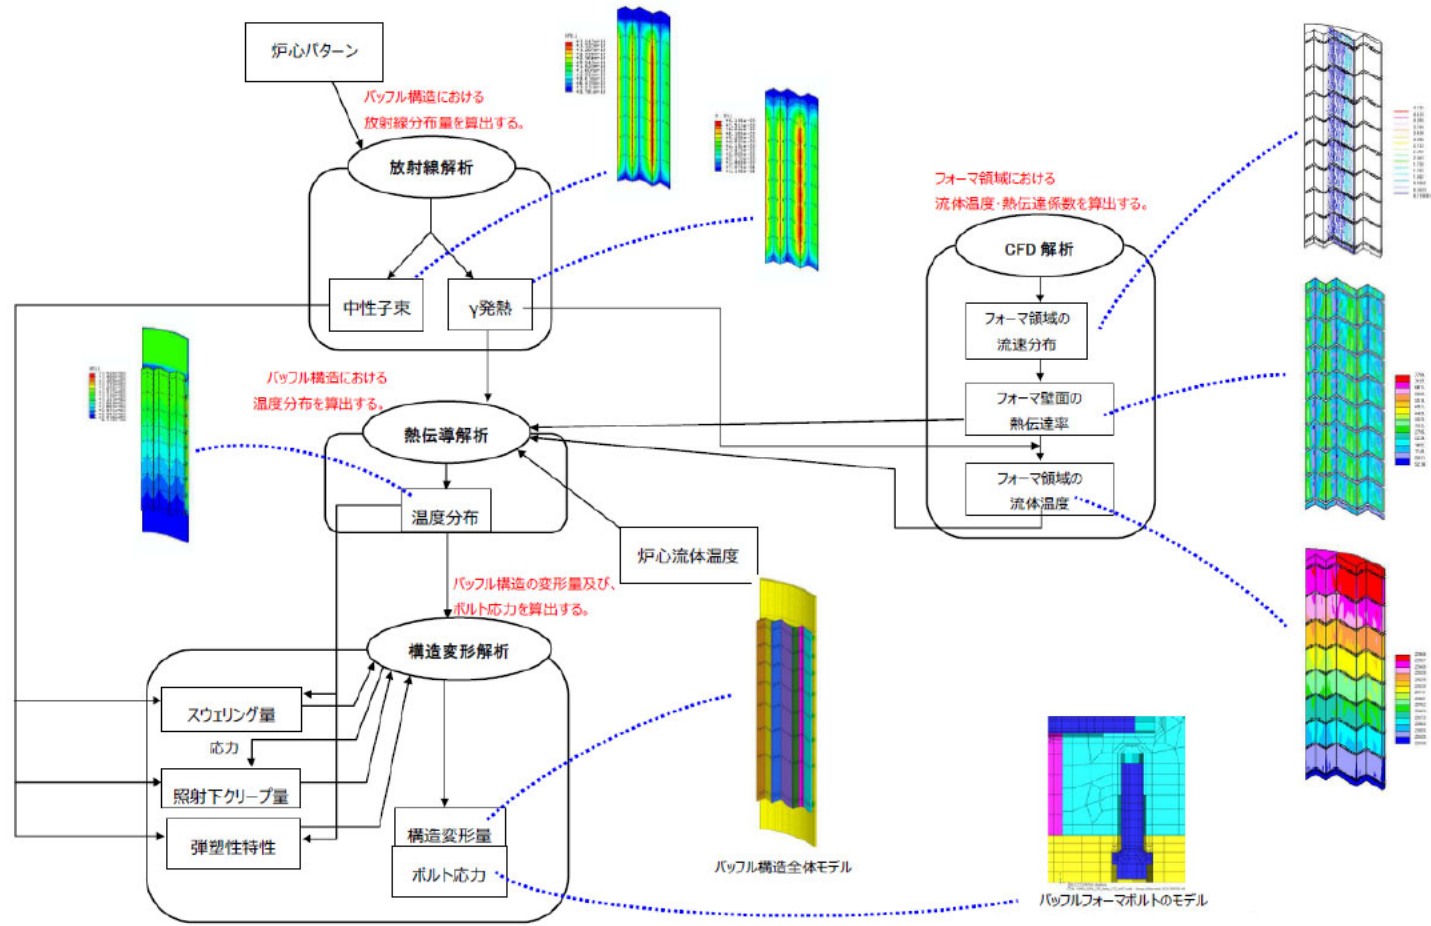 炉心パターン
バッフル構造における
放射線分布量を算出する。
放射線解析
中性子束
γ発熱
フォーマ領域における
流体温度・熱伝達係数を算出する。
CFD 解析
フォーマ領域の
流速分布
フォーマ壁面の
熱伝達率
フォーマ領域の
流体温度
バッフル構造における
温度分布を算出する。
熱伝導解析
温度分布
炉心流体温度
バッフル構造の変形量及び、
ボルト応力を算出する。
構造変形解析
スウェリング量
応力
照射下クリープ量
弾塑性特性
構造変形量
ボルト応力
バッフル構造全体モデル
バッフルフォーマボルトのモデル